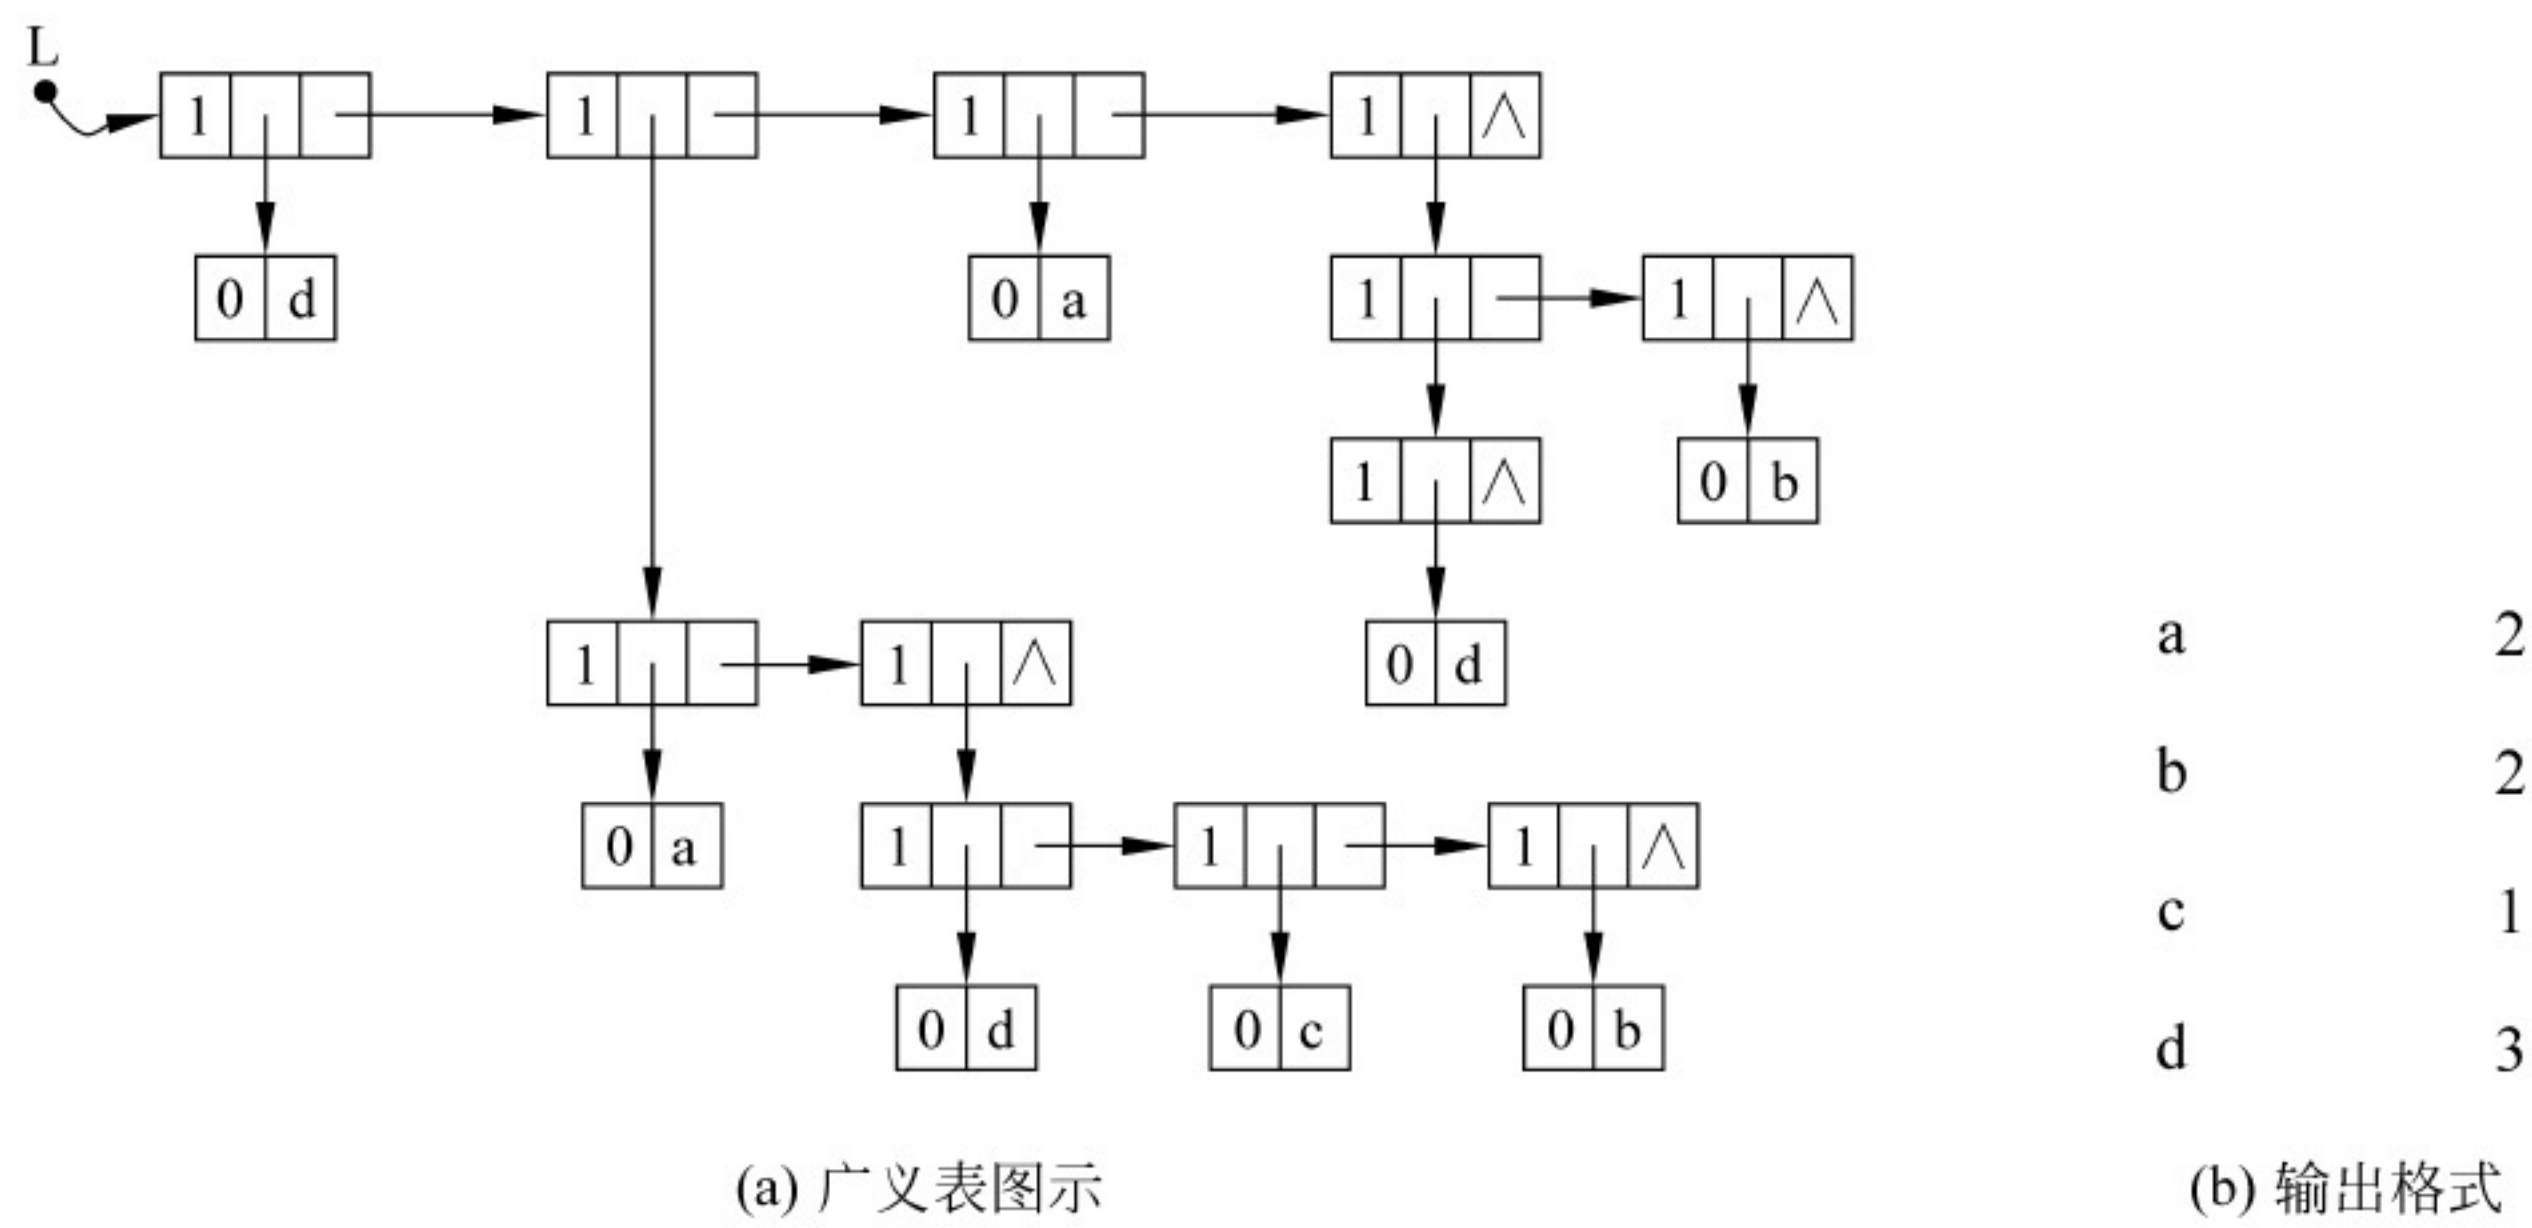 L
1 1 1 1 ∧
0 d 0 a 1 1 ∧
1 ∧ 0 b
1 1 ∧ 0 d
0 a 1 1 1 ∧
0 d 0 c 0 b
a 2
b 2
c 1
d 3
(a) 广义表图示
(b) 输出格式